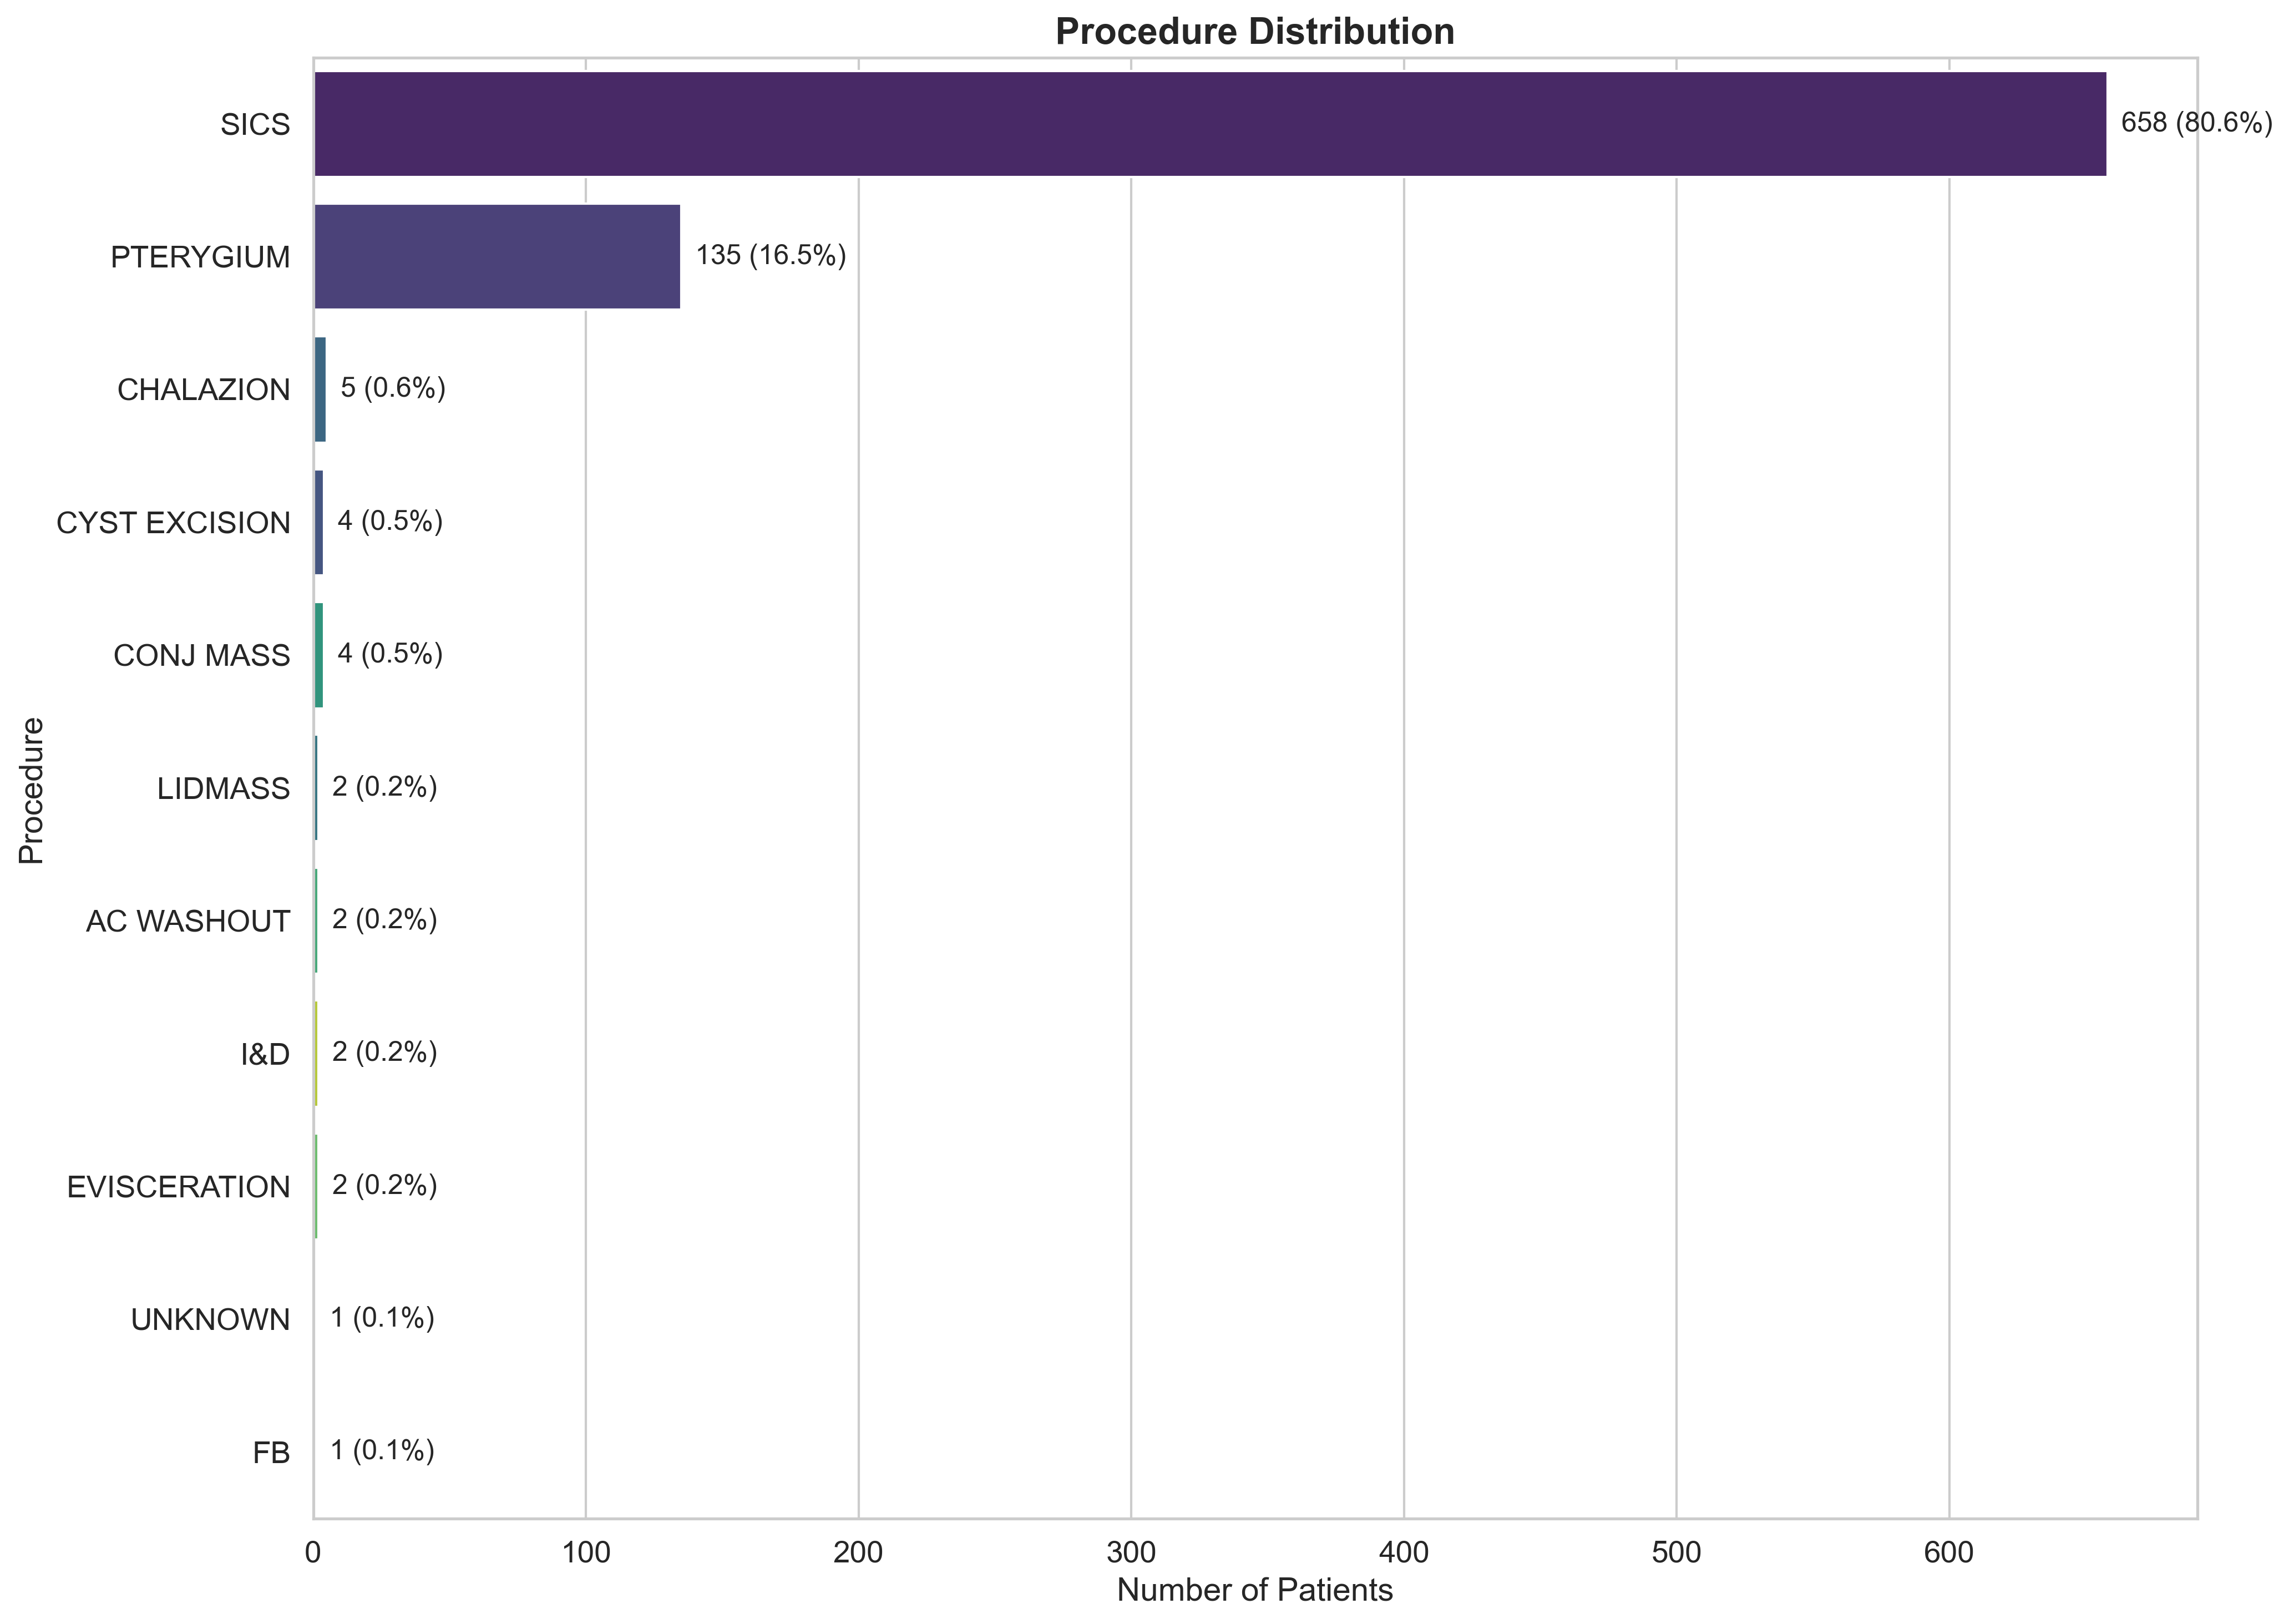 Procedure Distribution
SICS
658 (80.6%)
PTERYGIUM
135 (16.5%)
CHALAZION
5 (0.6%)
CYST EXCISION
4 (0.5%)
CONJ MASS
4 (0.5%)
LIDMASS
2 (0.2%)
AC WASHOUT
2 (0.2%)
I&D
2 (0.2%)
EVISCERATION
2 (0.2%)
UNKNOWN
1 (0.1%)
FB
1 (0.1%)
Procedure
0 100 200 300 400 500 600
Number of Patients